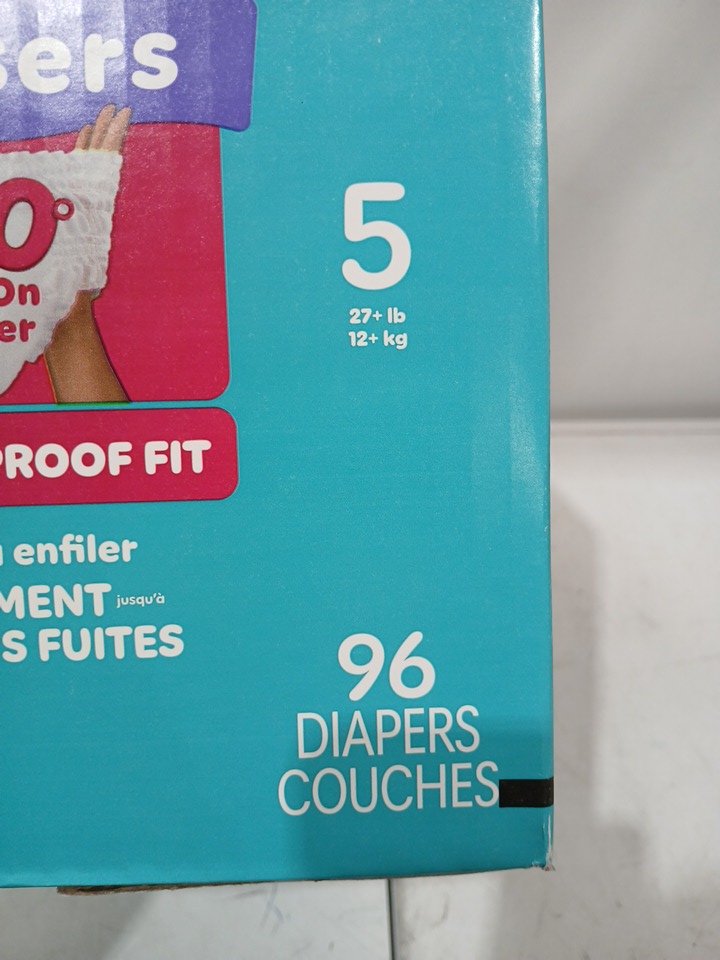 sers
0°
On
er
5
27+ lb
12+ kg
PROOF FIT
enfiler
MENT jusqu'à
S FUITES
96
DIAPERS
COUCHES